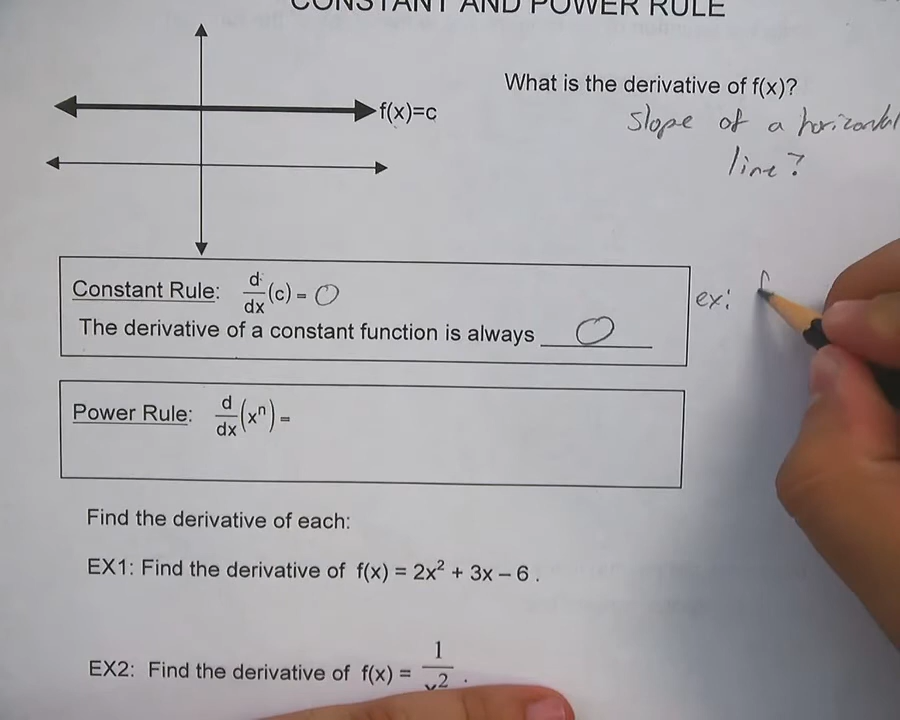 CONSTANT AND POWER RULE
f(x)=c
What is the derivative of f(x)?
slope of a horizontal
line?
Constant Rule: d/dx (c) = 0
The derivative of a constant function is always 0
ex: f
Power Rule: d/dx (xⁿ) =
Find the derivative of each:
EX1: Find the derivative of f(x) = 2x² + 3x – 6 .
EX2: Find the derivative of f(x) = 1/x² .